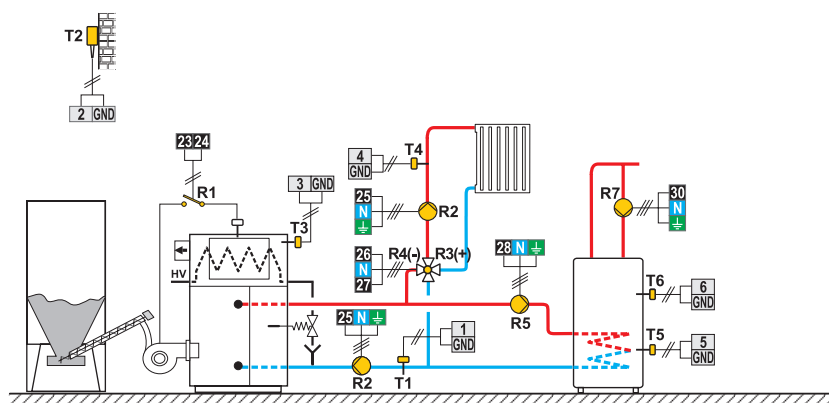 T2
2 GND
23 24
R1
3 GND
T3
HV
4
GND
T4
25
N
R2
26
N
27
R4(-) R3(+)
28 N
R5
25 N
R2
T1
1
GND
R7
30
N
T6
6
GND
T5
5
GND